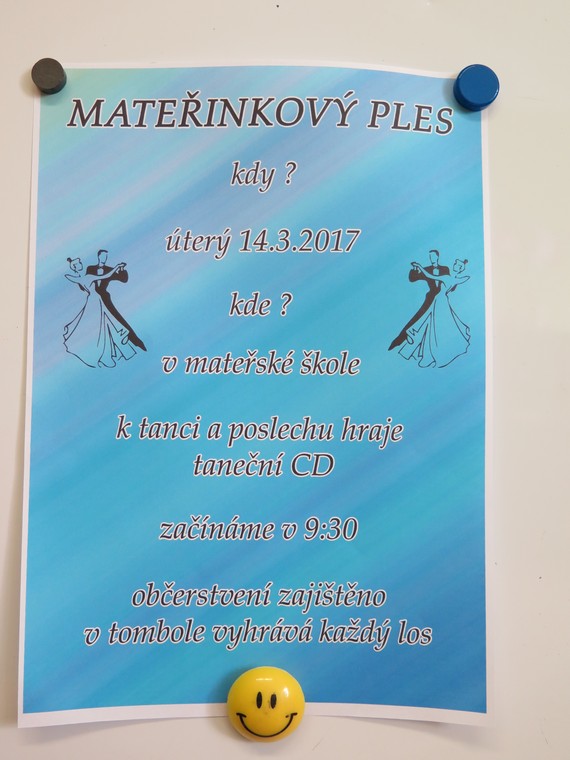 MATEŘINKOVÝ PLES
kdy ?
úterý 14.3.2017
kde ?
v mateřské škole
k tanci a poslechu hraje
taneční CD
začínáme v 9:30
občerstvení zajištěno
v tombole vyhrává každý los